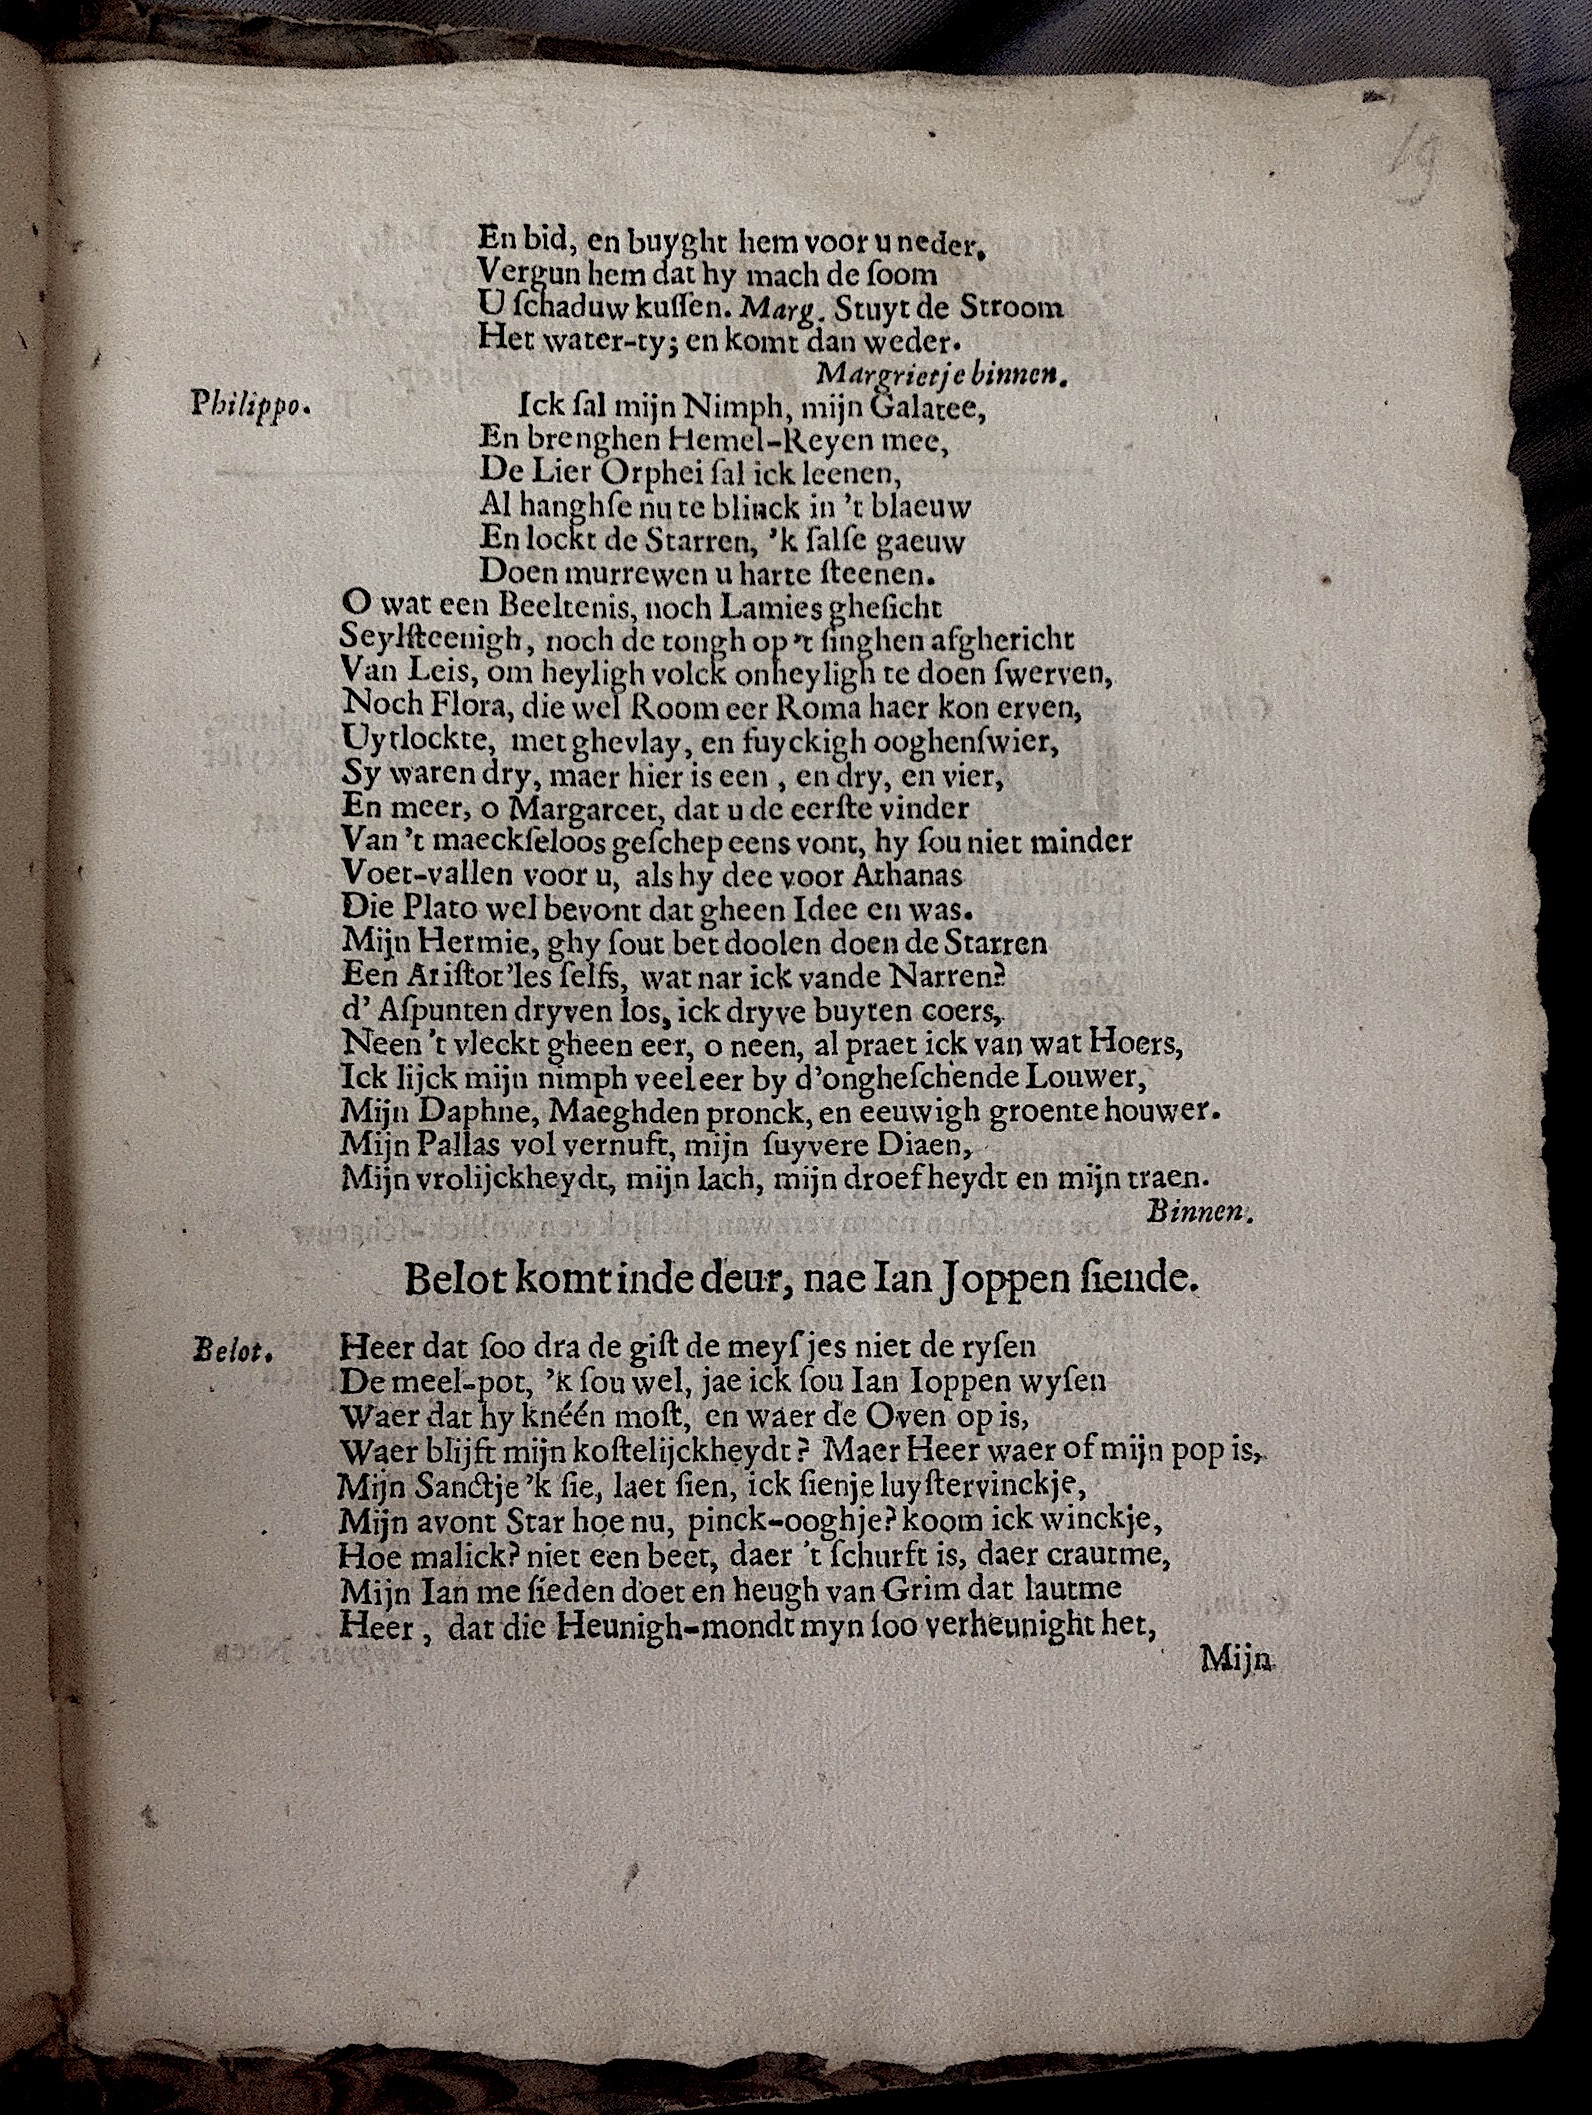 19
En bid, en buyght hem voor u neder.
Vergun hem dat hy mach de ſoom
U ſchaduw kuſſen. Marg. Stuyt de Stroom
Het water-ty; en komt dan weder.
Margrietje binnen.
Philippo. Ick ſal mijn Nimph, mijn Galatee,
En brenghen Hemel-Reyen mee,
De Lier Orphei ſal ick leenen,
Al hanghſe nu te blinck in 't blaeuw
En lockt de Starren, 'k ſalſe gaeuw
Doen murrewen u harte ſteenen.
O wat een Beeltenis, noch Lamies gheſicht
Seylſteenigh, noch de tongh op 't ſinghen afghericht
Van Leis, om heyligh volck onheyligh te doen ſwerven,
Noch Flora, die wel Room eer Roma haer kon erven,
Uytlockte, met ghevlay, en fuyckigh ooghenſwier,
Sy waren dry, maer hier is een, en dry, en vier,
En meer, o Margareet, dat u de eerſte vinder
Van 't maeckſeloos geſchep eens vont, hy ſou niet minder
Voet-vallen voor u, als hy dee voor Athanas
Die Plato wel bevont dat gheen Idee en was.
Mijn Hermie, ghy ſout bet doolen doen de Starren
Een Ariſtot'les ſelfs, wat nar ick vande Narren?
d' Aſpunten dryven los, ick dryve buyten coers,
Neen 't vleckt gheen eer, o neen, al praet ick van wat Hoers,
Ick lijck mijn nimph veeleer by d'ongheſchende Louwer,
Mijn Daphne, Maeghden pronck, en eeuwigh groente houwer.
Mijn Pallas vol vernuft, mijn ſuyvere Diaen,
Mijn vrolijckheydt, mijn lach, mijn droefheydt en mijn traen.
Binnen.
Belot komt inde deur, nae Ian Joppen ſiende.
Belot. Heer dat ſoo dra de giſt de meyſjes niet de ryſen
De meel-pot, 'k ſou wel, jae ick ſou Ian Ioppen wyſen
Waer dat hy knéén moſt, en waer de Oven op is,
Waer blijft mijn koſtelijckheydt? Maer Heer waer of mijn pop is,
Mijn Sanctje 'k ſie, laet ſien, ick ſienje luyſtervinckje,
Mijn avont Star hoe nu, pinck-ooghje? koom ick winckje,
Hoe malick? niet een beet, daer 't ſchurft is, daer crautme,
Mijn Ian me ſieden doet en heugh van Grim dat lautme
Heer, dat die Heunigh-mondt myn ſoo verheunight het,
Mijn